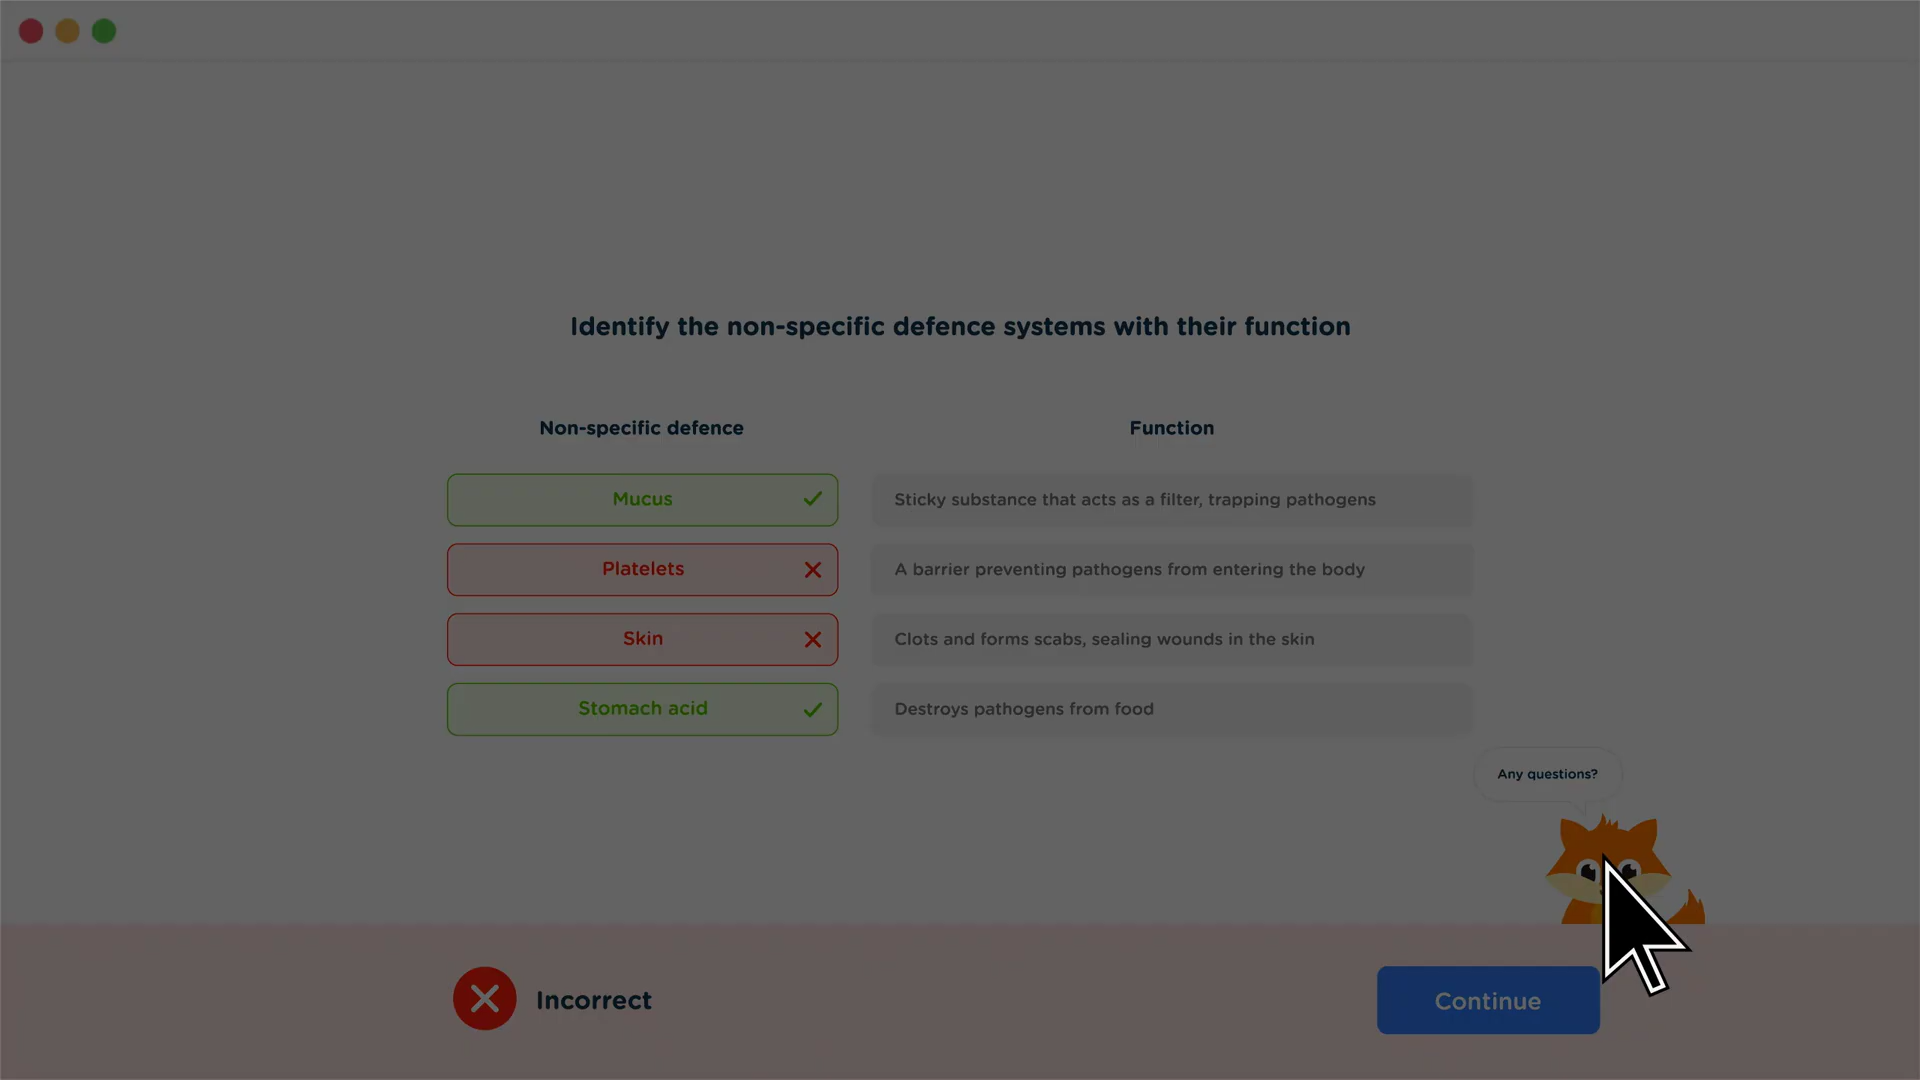 Identify the non-specific defence systems with their function
Non-specific defence
Function
Mucus
Sticky substance that acts as a filter, trapping pathogens
Platelets
A barrier preventing pathogens from entering the body
Skin
Clots and forms scabs, sealing wounds in the skin
Stomach acid
Destroys pathogens from food
Any questions?
Incorrect
Continue